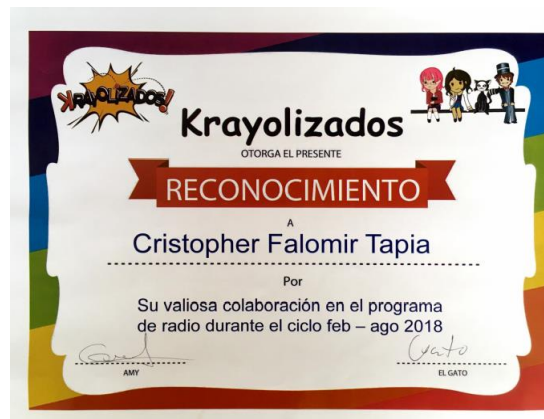 KRAYOLIZADOS!
Krayolizados
OTORGA EL PRESENTE
RECONOCIMIENTO
A
Cristopher Falomir Tapia
Por
Su valiosa colaboración en el programa
de radio durante el ciclo feb – ago 2018
Gato
AMY
EL GATO